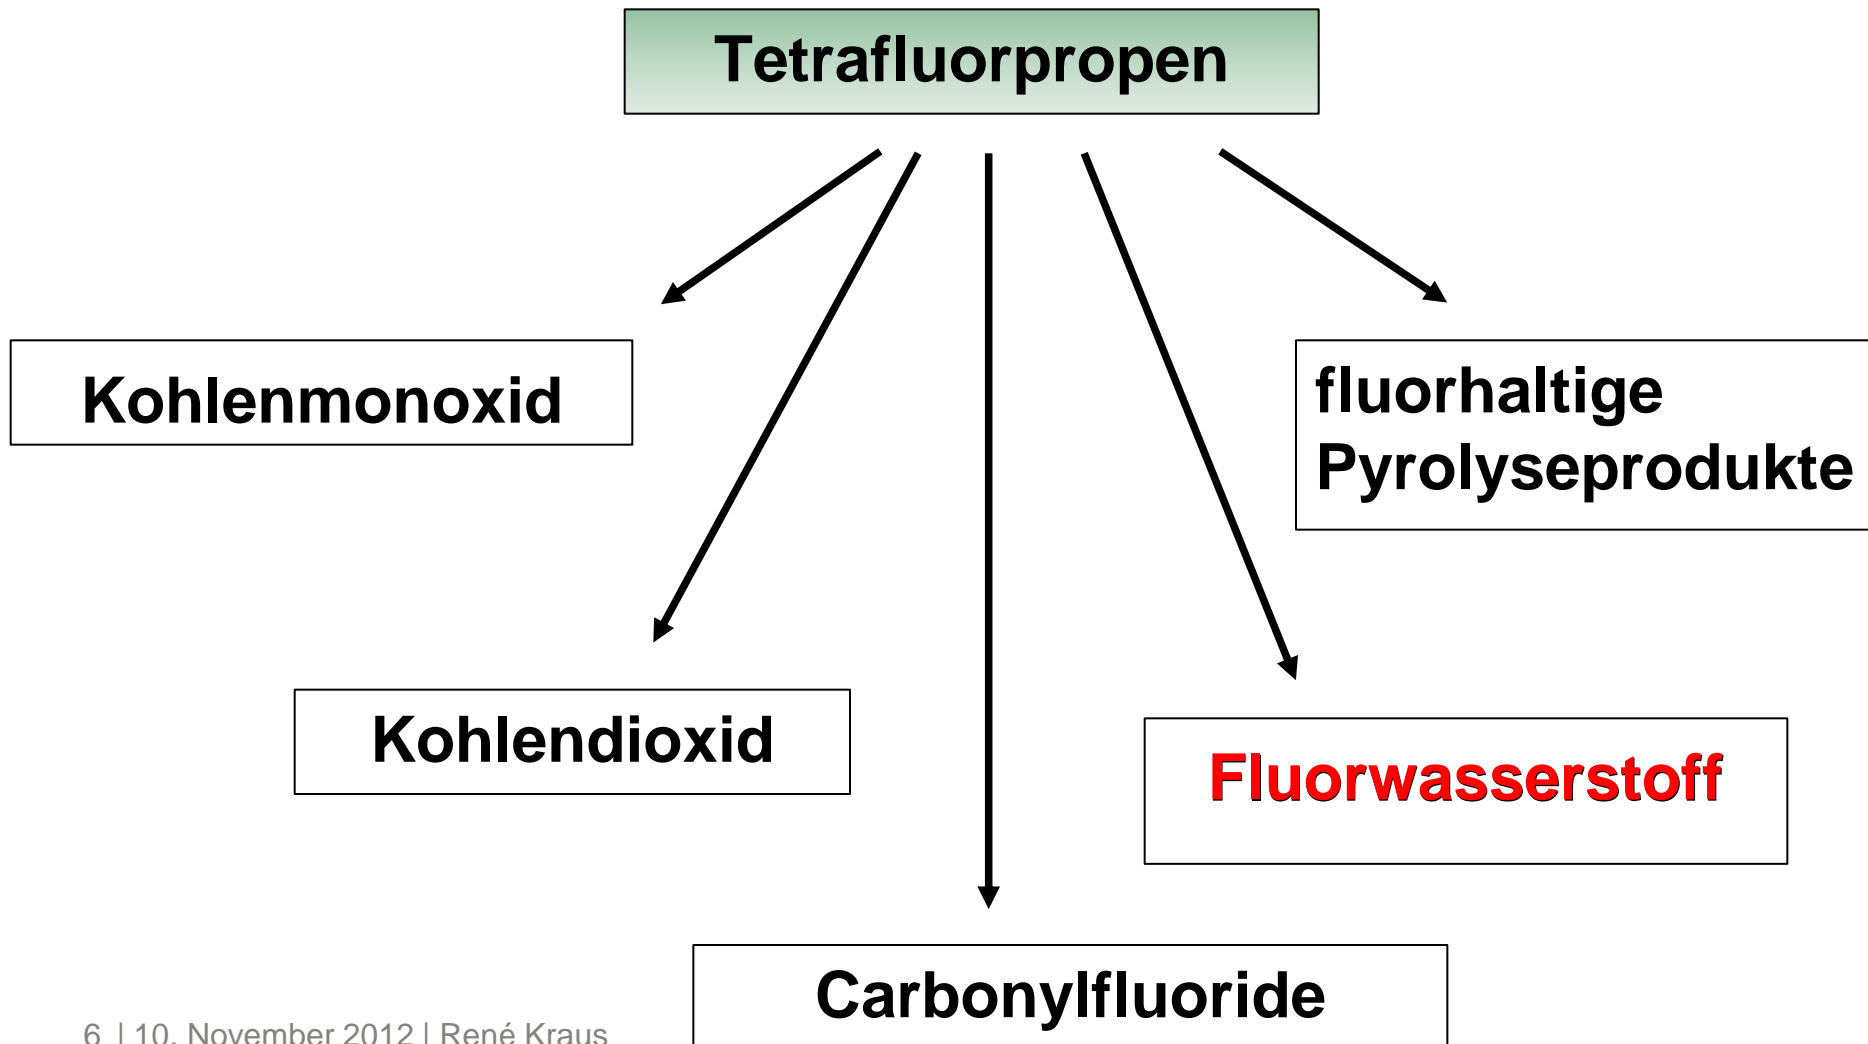 Tetrafluorpropen
Kohlenmonoxid
fluorhaltige
Pyrolyseprodukte
Kohlendioxid
Fluorwasserstoff
Carbonylfluoride
6 | 10. November 2012 | René Kraus